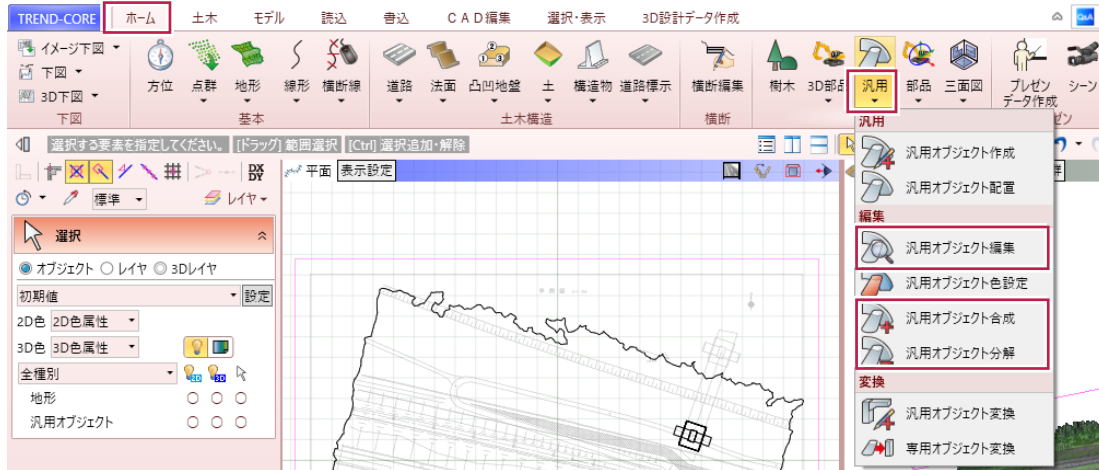 TREND-CORE ホーム 土木 モデル 読込 書込 CAD編集 選択・表示 3D設計データ作成 Q&A
イメージ下図
下図
3D下図
方位 点群 地形 線形 横断線 道路 法面 凸凹地盤 土 構造物 道路標示 横断編集 樹木 3D部品 汎用 部品 三面図 プレゼンデータ作成 シーン
下図 基本 土木構造 横断
選択する要素を指定してください。 [ドラッグ] 範囲選択 [Ctrl] 選択追加・解除
DX
DY
標準 レイヤ
平面 表示設定
選択
オブジェクト レイヤ 3Dレイヤ
初期値 設定
2D色 2D色属性
3D色 3D色属性
全種別 2D 3D
地形
汎用オブジェクト
汎用
汎用オブジェクト作成
汎用オブジェクト配置
編集
汎用オブジェクト編集
汎用オブジェクト色設定
汎用オブジェクト合成
汎用オブジェクト分解
変換
汎用オブジェクト変換
専用オブジェクト変換